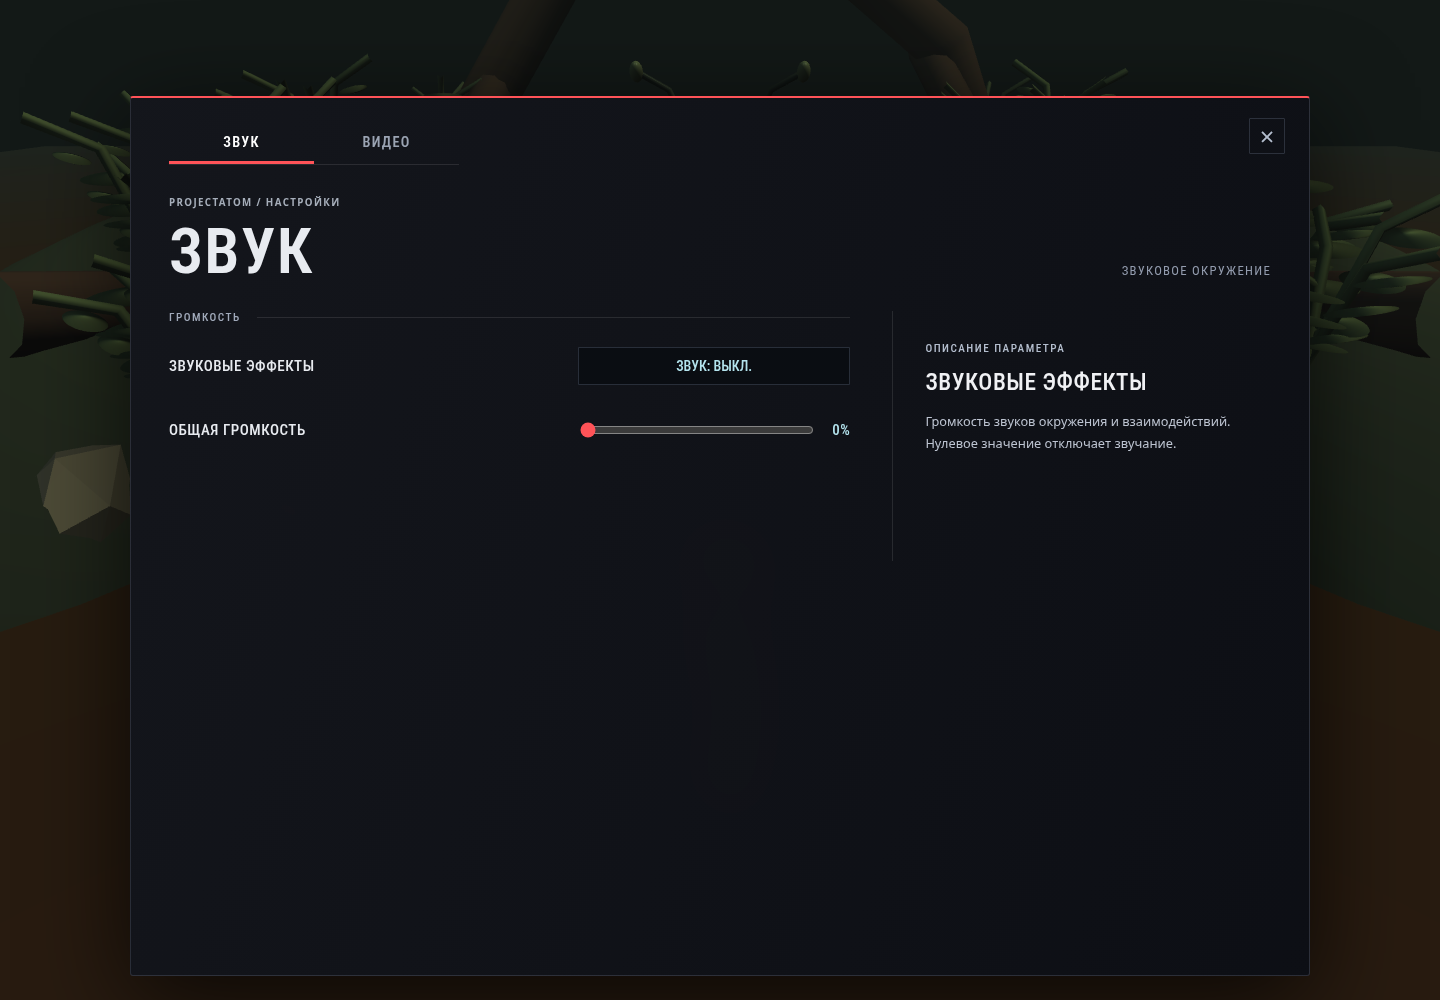 ЗВУК
ВИДЕО
PROJECTATOM / НАСТРОЙКИ
ЗВУК
ЗВУКОВОЕ ОКРУЖЕНИЕ
ГРОМКОСТЬ
ЗВУКОВЫЕ ЭФФЕКТЫ
ЗВУК: ВЫКЛ.
ОБЩАЯ ГРОМКОСТЬ
0%
ОПИСАНИЕ ПАРАМЕТРА
ЗВУКОВЫЕ ЭФФЕКТЫ
Громкость звуков окружения и взаимодействий.
Нулевое значение отключает звучание.